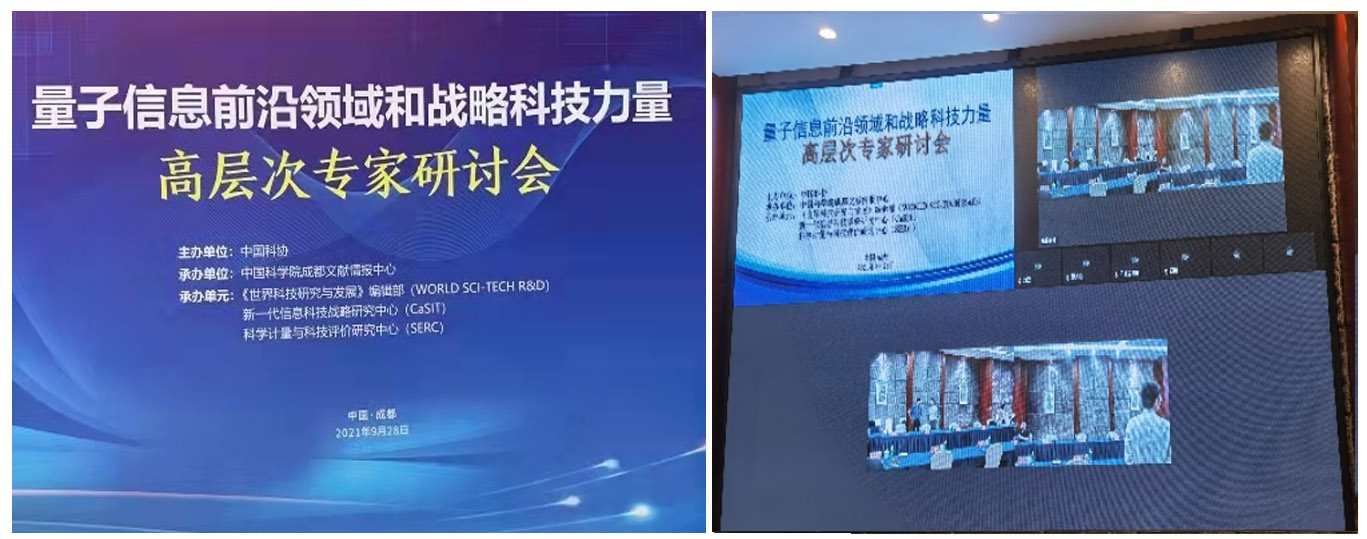 量子信息前沿领域和战略科技力量
高层次专家研讨会
主办单位：中国科协
承办单位：中国科学院成都文献情报中心
承办单元：《世界科技研究与发展》编辑部（WORLD SCI-TECH R&D）
新一代信息科技战略研究中心（CaSIT）
科学计量与科技评价研究中心（SERC）
中国·成都
2021年9月28日
量子信息前沿领域和战略科技力量
高层次专家研讨会